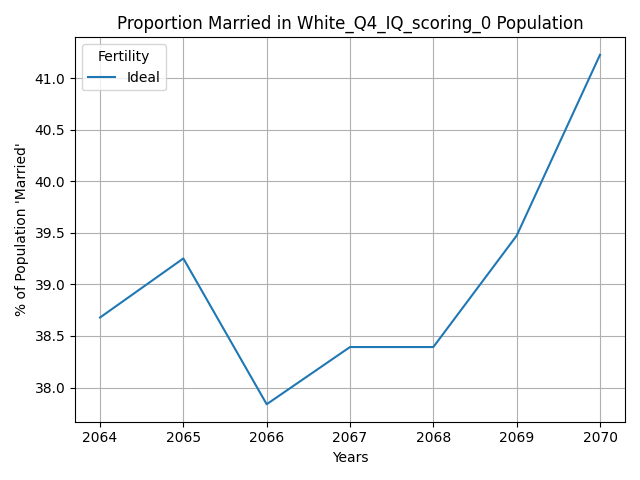 Proportion Married in White_Q4_IQ_scoring_0 Population
Fertility
Ideal
% of Population 'Married'
41.0
40.5
40.0
39.5
39.0
38.5
38.0
2064 2065 2066 2067 2068 2069 2070
Years